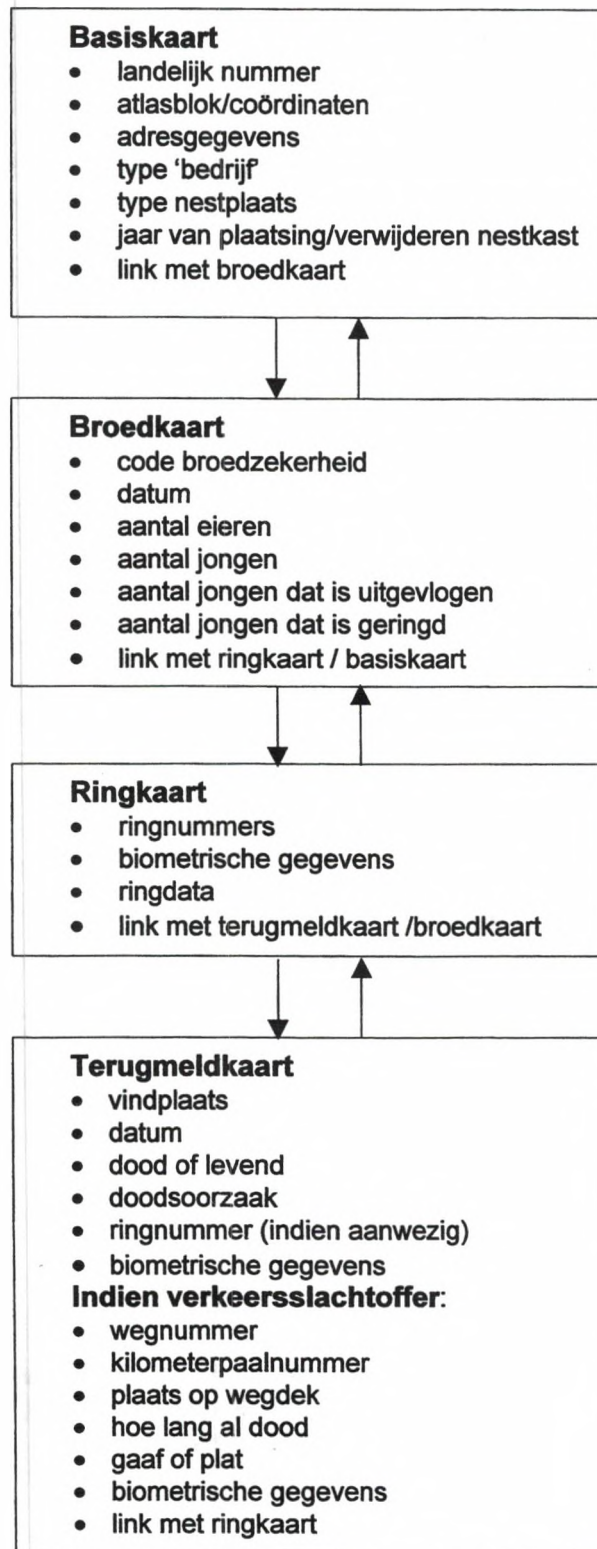 Basiskaart
• landelijk nummer
• atlasblok/coördinaten
• adresgegevens
• type ‘bedrijf’
• type nestplaats
• jaar van plaatsing/verwijderen nestkast
• link met broedkaart
Broedkaart
• code broedzekerheid
• datum
• aantal eieren
• aantal jongen
• aantal jongen dat is uitgevlogen
• aantal jongen dat is geringd
• link met ringkaart / basiskaart
Ringkaart
• ringnummers
• biometrische gegevens
• ringdata
• link met terugmeldkaart /broedkaart
Terugmeldkaart
• vindplaats
• datum
• dood of levend
• doodsoorzaak
• ringnummer (indien aanwezig)
• biometrische gegevens
Indien verkeersslachtoffer:
• wegnummer
• kilometerpaalnummer
• plaats op wegdek
• hoe lang al dood
• gaaf of plat
• biometrische gegevens
• link met ringkaart